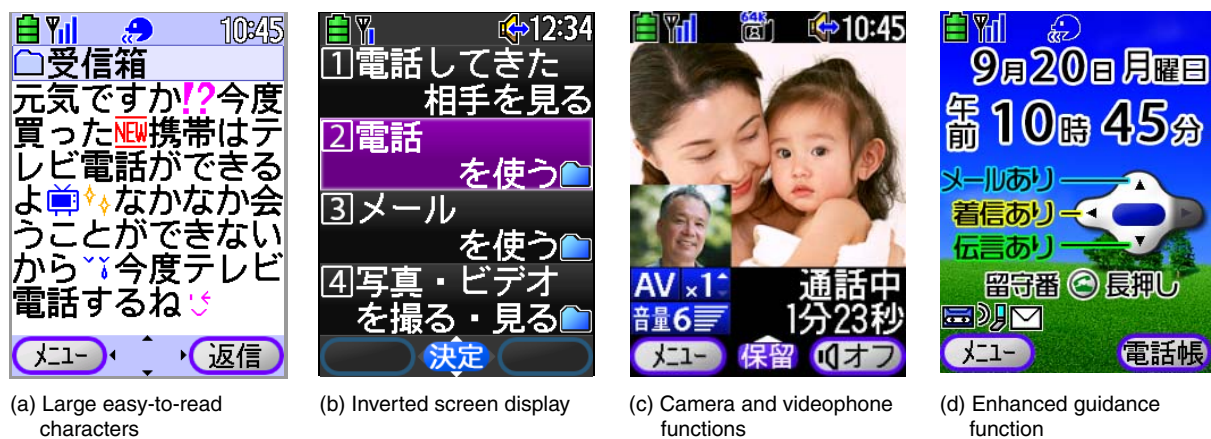 10:45
受信箱
元気ですか!?今度
買ったNEW携帯はテ
レビ電話ができる
よ なかなか会
うことができない
から 今度テレビ
電話するね
メニュー
返信
(a) Large easy-to-read
characters
12:34
1電話してきた
相手を見る
2電話
を使う
3メール
を使う
4写真・ビデオ
を撮る・見る
決定
(b) Inverted screen display
64K
10:45
AV ×1
通話中
音量6
1分23秒
メニュー
保留
オフ
(c) Camera and videophone
functions
9月20日月曜日
午前 10時 45分
メールあり
着信あり
伝言あり
留守番 長押し
メニュー
電話帳
(d) Enhanced guidance
function